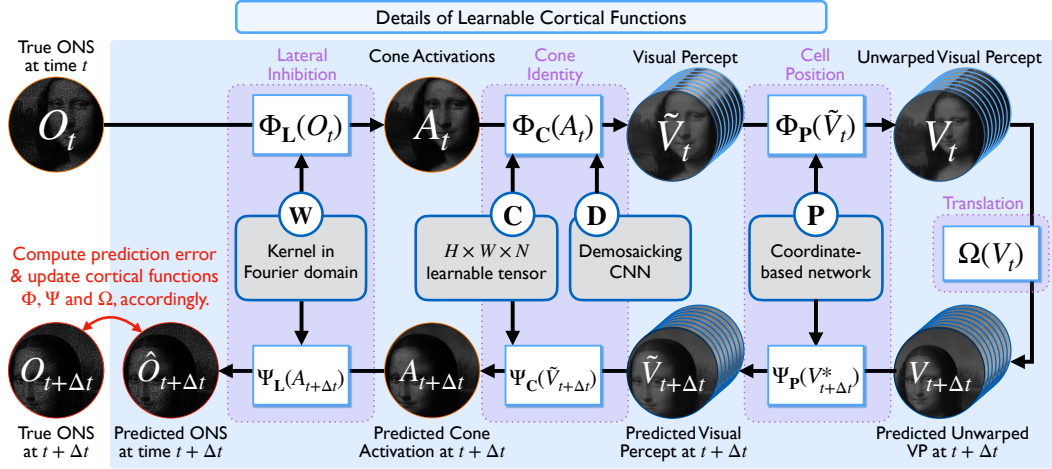 Details of Learnable Cortical Functions
True ONS
at time t
Lateral
Inhibition
Cone Activations
Cone
Identity
Visual Percept
Cell
Position
Unwarped Visual Percept
O_t
Φ_L(O_t)
A_t
Φ_C(A_t)
Ṽ_t
Φ_P(Ṽ_t)
V_t
W
C
D
P
Translation
Kernel in
Fourier domain
H × W × N
learnable tensor
Demosaicking
CNN
Coordinate-
based network
Ω(V_t)
Compute prediction error
& update cortical functions
Φ, Ψ and Ω, accordingly.
O_{t+Δt}
Ô_{t+Δt}
Ψ_L(A_{t+Δt})
A_{t+Δt}
Ψ_C(Ṽ_{t+Δt})
Ṽ_{t+Δt}
Ψ_P(V*_{t+Δt})
V_{t+Δt}
True ONS
at t + Δt
Predicted ONS
at time t + Δt
Predicted Cone
Activation at t + Δt
Predicted Visual
Percept at t + Δt
Predicted Unwarped
VP at t + Δt